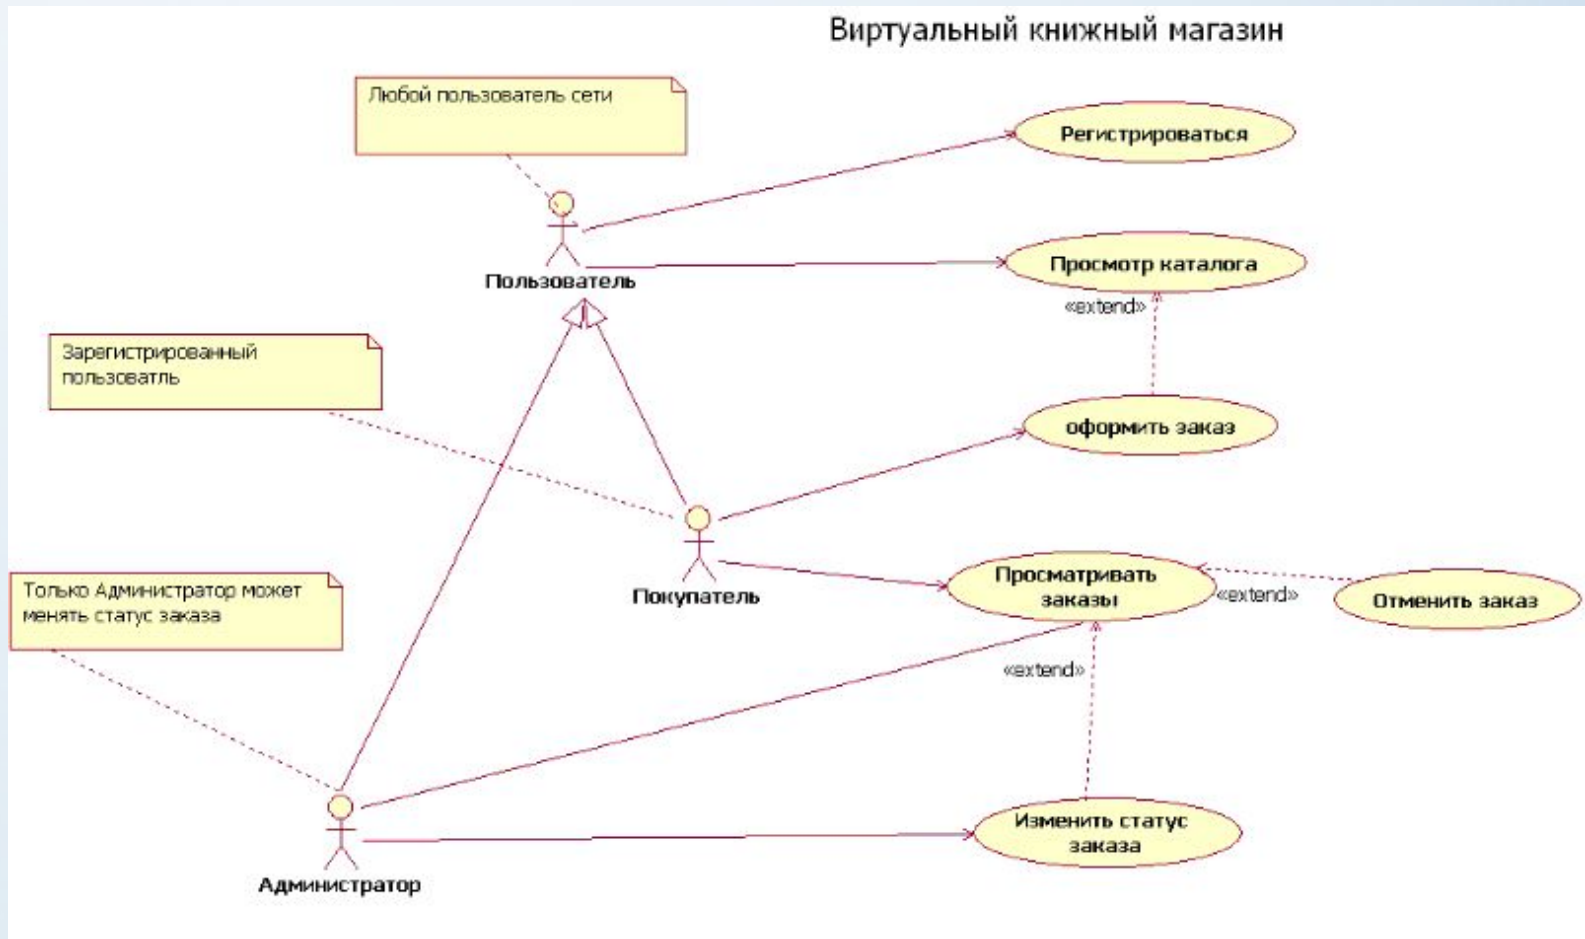 Виртуальный книжный магазин
Любой пользователь сети
Регистрироваться
Просмотр каталога
Пользователь
«extend»
Зарегистрированный
пользоватль
оформить заказ
Просматривать
заказы
Отменить заказ
«extend»
Покупатель
Только Администратор может
менять статус заказа
«extend»
Изменить статус
заказа
Администратор